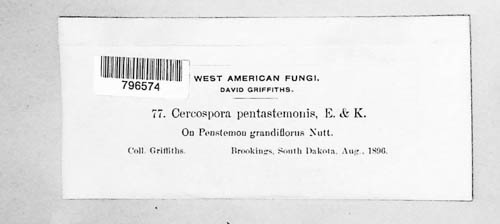 WEST AMERICAN FUNGI.
DAVID GRIFFITHS.
796574
77. Cercospora pentastemonis, E. & K.
On Penstemon grandiflorus Nutt.
Coll. Griffiths. Brookings, South Dakota, Aug., 1896.